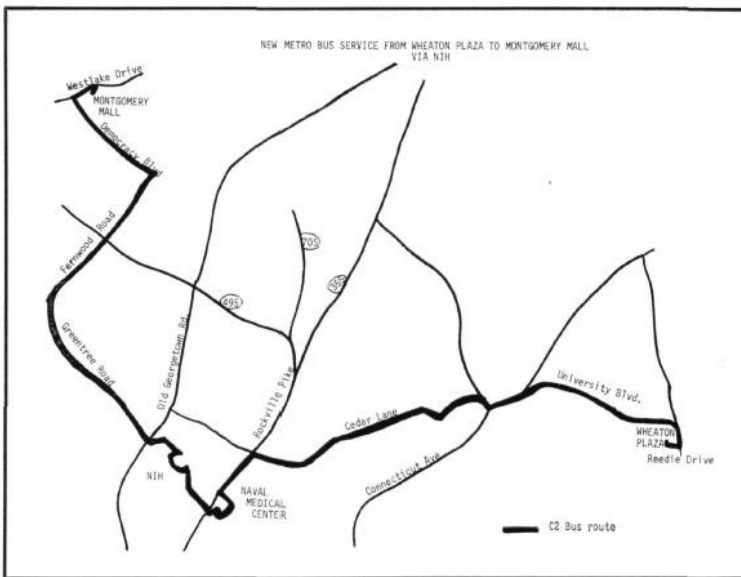 NEW METRO BUS SERVICE FROM WHEATON PLAZA TO MONTGOMERY MALL
VIA NIH
Westlake Drive
MONTGOMERY
MALL
Democracy Blvd
Fernwood Road
70S
495
355
Greentree Road
Old Georgetown Rd.
Rockville Pike
Cedar Lane
University Blvd.
WHEATON
PLAZA
Reedie Drive
Connecticut Ave
NIH
NAVAL
MEDICAL
CENTER
C2 Bus route